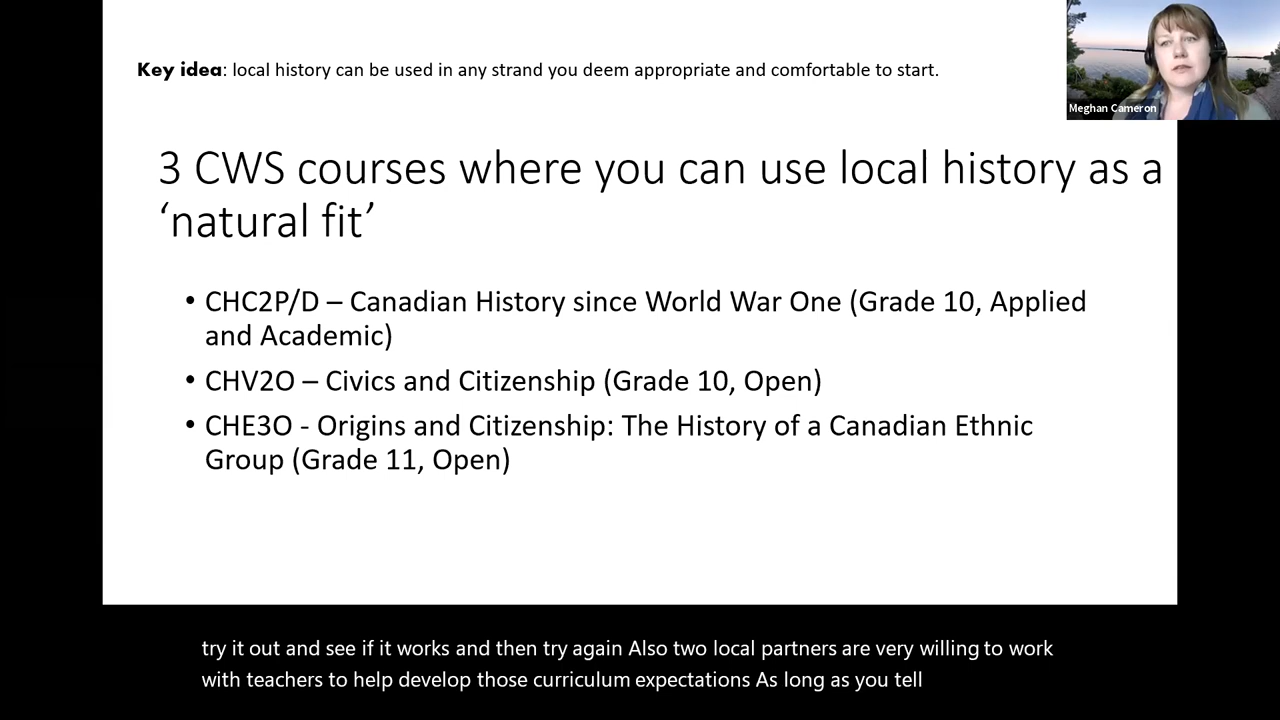 Key idea: local history can be used in any strand you deem appropriate and comfortable to start.
Meghan Cameron
3 CWS courses where you can use local history as a
‘natural fit’
• CHC2P/D – Canadian History since World War One (Grade 10, Applied
and Academic)
• CHV2O – Civics and Citizenship (Grade 10, Open)
• CHE3O - Origins and Citizenship: The History of a Canadian Ethnic
Group (Grade 11, Open)
try it out and see if it works and then try again Also two local partners are very willing to work
with teachers to help develop those curriculum expectations As long as you tell